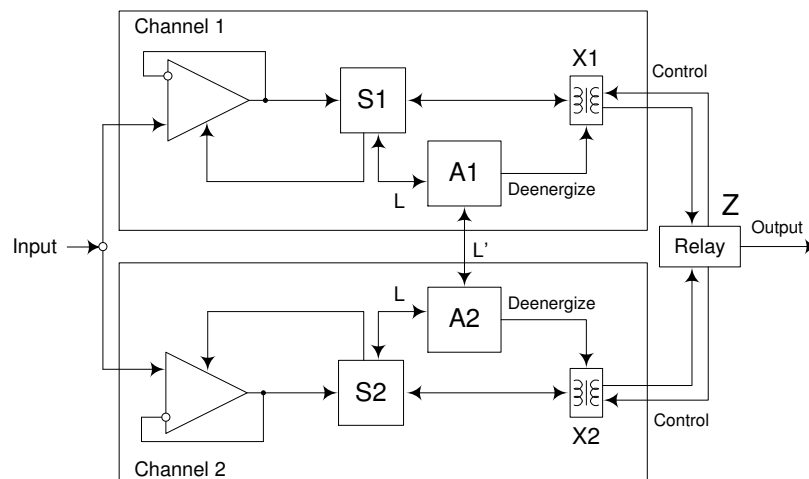 Channel 1
X1
Control
S1
A1
L
Deenergize
Z
Output
Input
Relay
L'
L
Deenergize
A2
S2
Control
X2
Channel 2